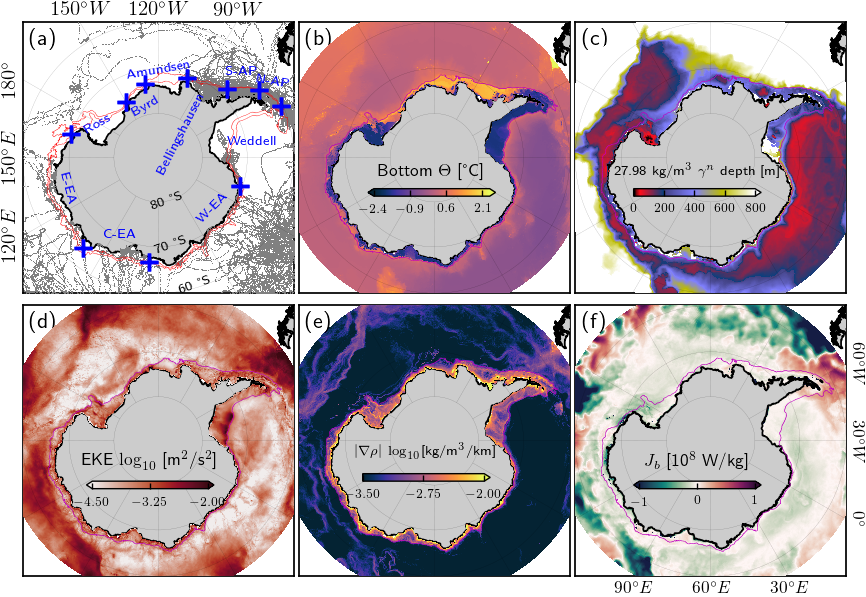 150°W 120°W 90°W
180°
150°E
120°E
(a)
Amundsen
S-AP
N-AP
Byrd
Ross
Bellingshausen
Weddell
E-EA
80 °S
W-EA
C-EA
70 °S
60 °S
(b)
Bottom Θ [°C]
−2.4 −0.9 0.6 2.1
(c)
27.98 kg/m³ γⁿ depth [m]
0 200 400 600 800
(d)
EKE log₁₀ [m²/s²]
−4.50 −3.25 −2.00
(e)
|∇ρ| log₁₀[kg/m³/km]
−3.50 −2.75 −2.00
(f)
J_b [10⁸ W/kg]
−1 0 1
60°W
30°W
0°
90°E 60°E 30°E